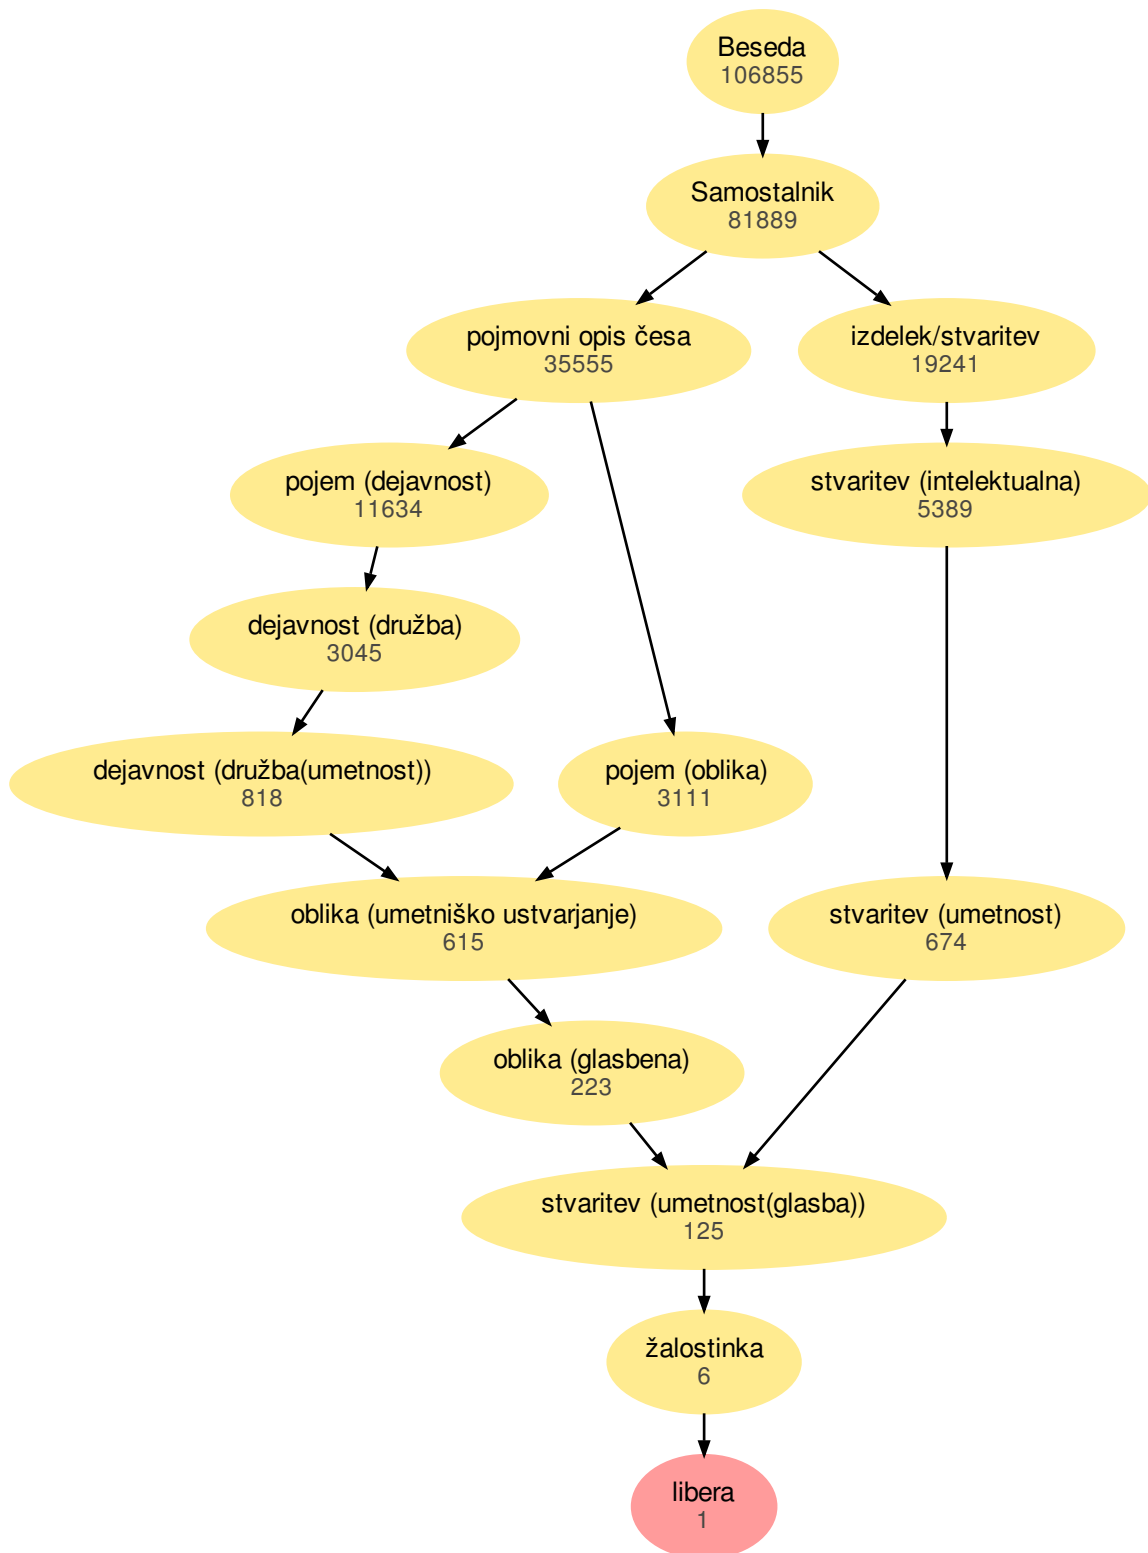 Beseda
106855
Samostalnik
81889
pojmovni opis česa
35555
izdelek/stvaritev
19241
pojem (dejavnost)
11634
stvaritev (intelektualna)
5389
dejavnost (družba)
3045
dejavnost (družba(umetnost))
818
pojem (oblika)
3111
oblika (umetniško ustvarjanje)
615
stvaritev (umetnost)
674
oblika (glasbena)
223
stvaritev (umetnost(glasba))
125
žalostinka
6
libera
1